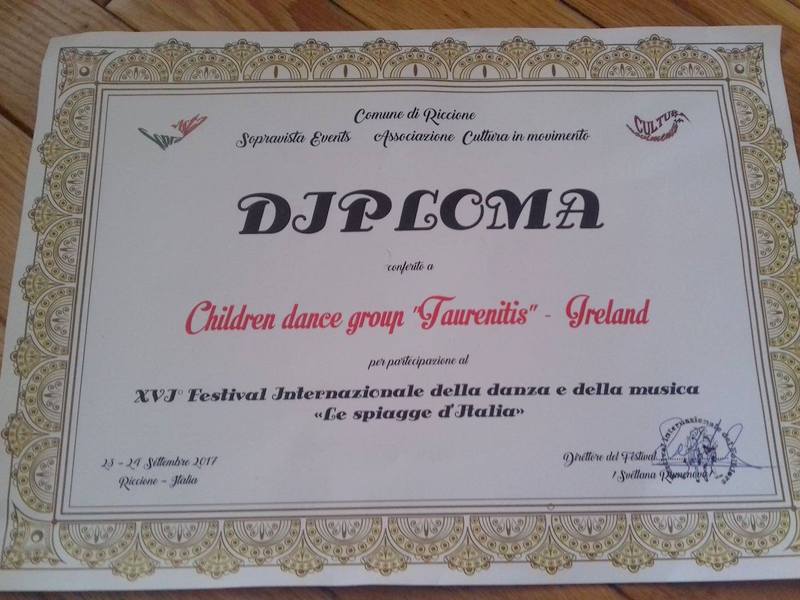 Comune di Riccione
Sopravista Events Associazione Cultura in movimento
CULTURA
DIPLOMA
conferito a
Children dance group "Taurenitis" - Ireland
per partecipazione al
XVI° Festival Internazionale della danza e della musica
«Le spiagge d'Italia»
23 - 24 Settembre 2017
Riccione - Italia
Direttore del Festival
/ Svetlana